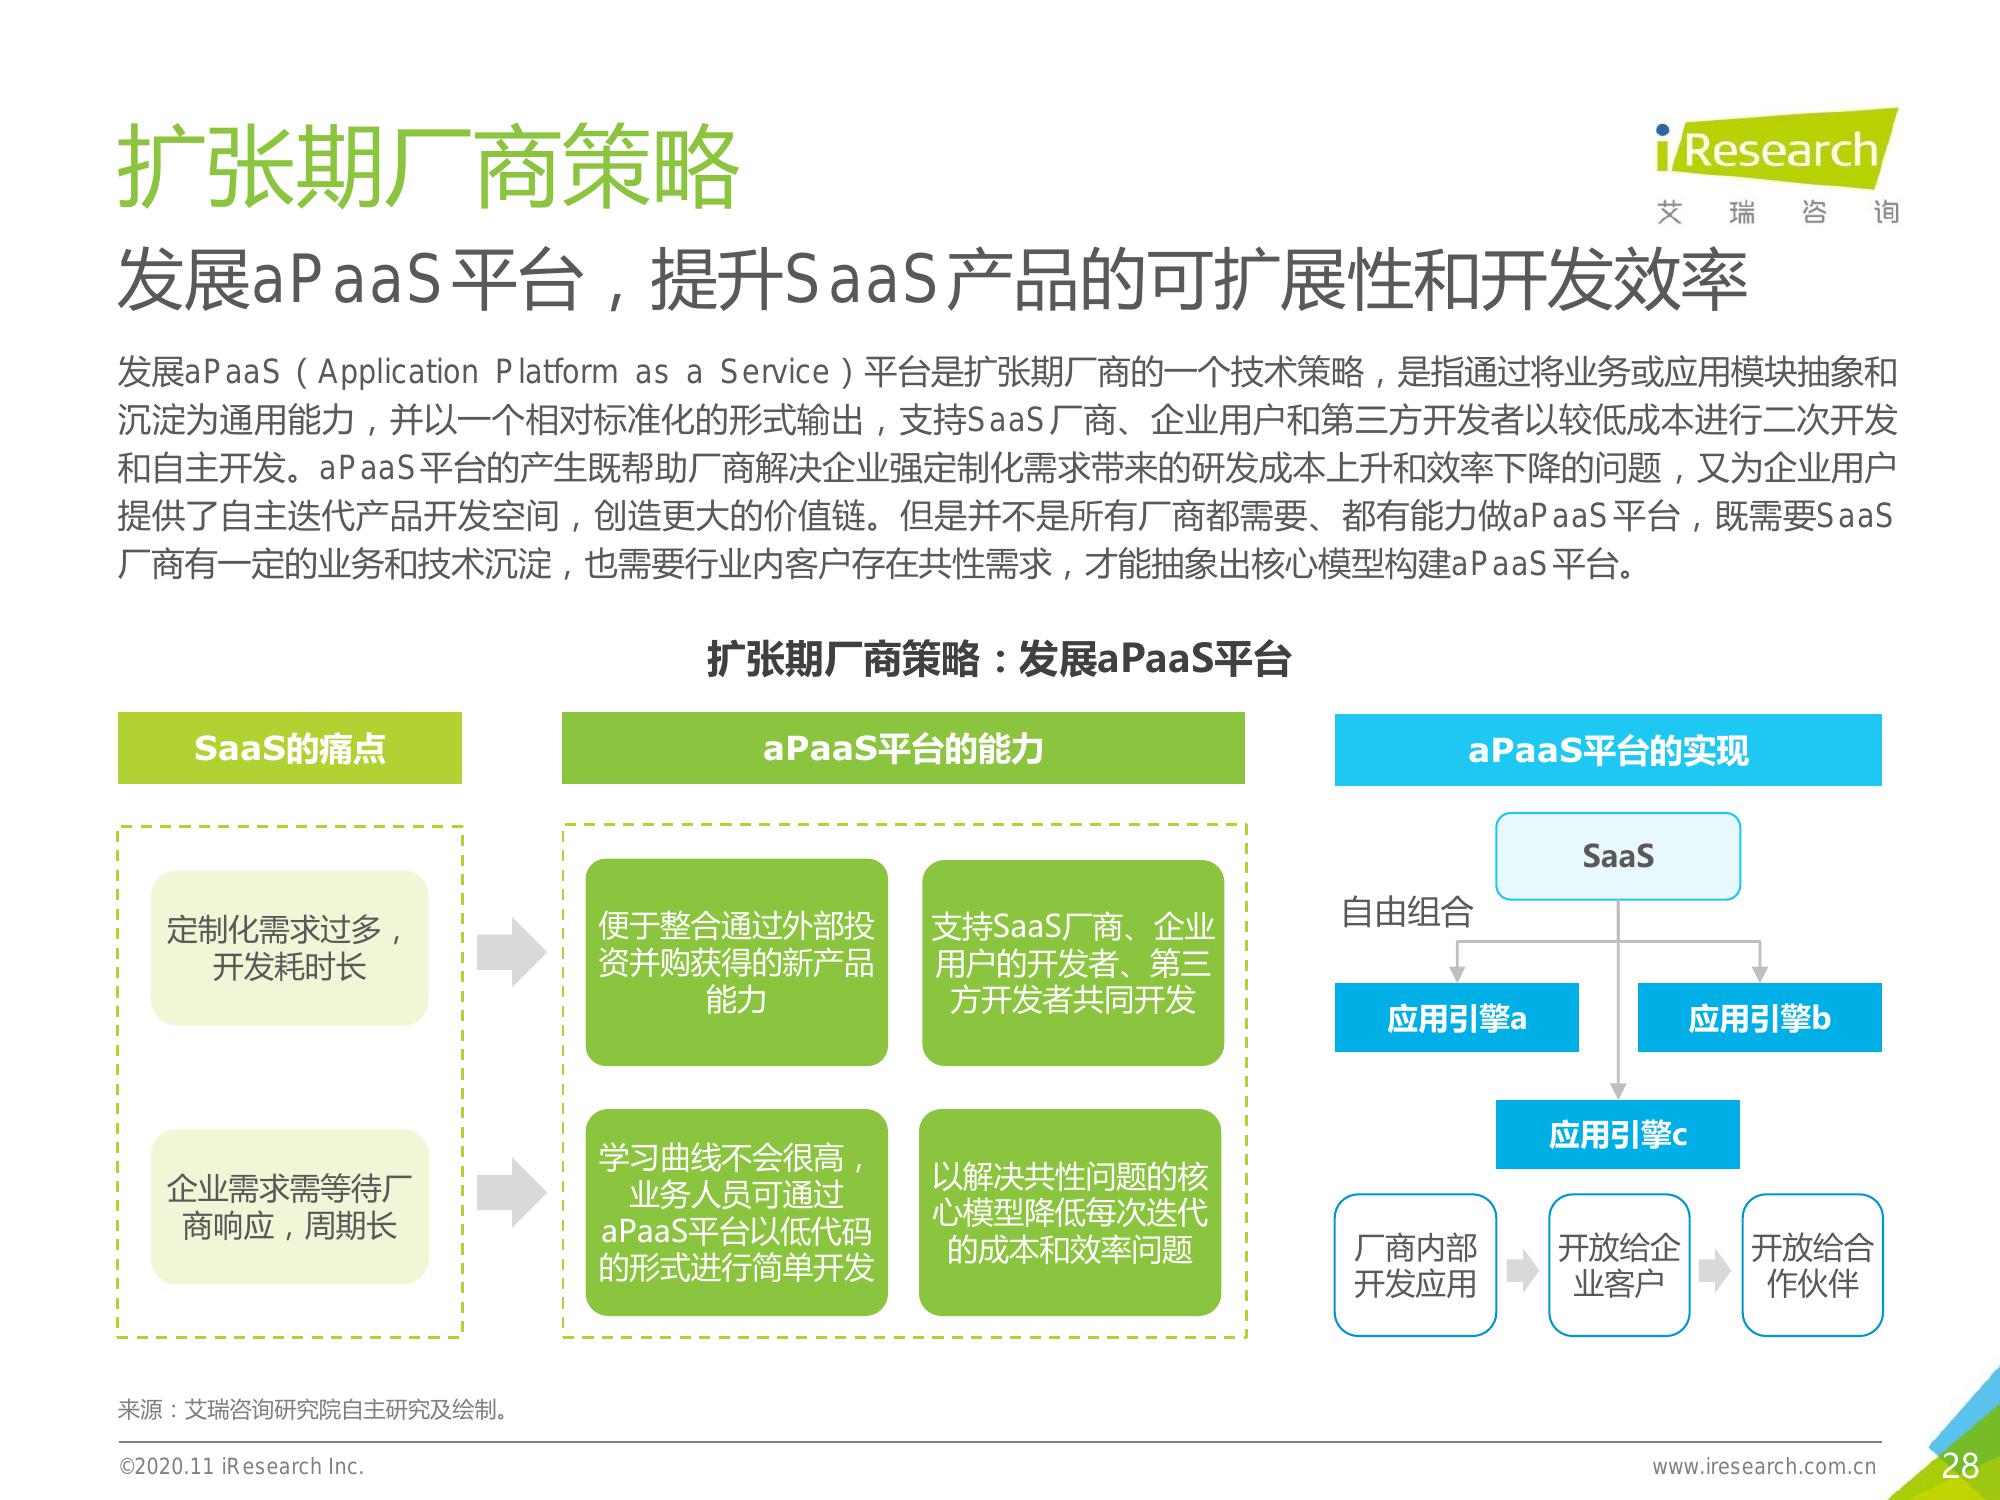 扩张期厂商策略
iResearch
艾瑞咨询
发展aPaaS平台，提升SaaS产品的可扩展性和开发效率
发展aPaaS（Application Platform as a Service）平台是扩张期厂商的一个技术策略，是指通过将业务或应用模块抽象和
沉淀为通用能力，并以一个相对标准化的形式输出，支持SaaS厂商、企业用户和第三方开发者以较低成本进行二次开发
和自主开发。aPaaS平台的产生既帮助厂商解决企业强定制化需求带来的研发成本上升和效率下降的问题，又为企业用户
提供了自主迭代产品开发空间，创造更大的价值链。但是并不是所有厂商都需要、都有能力做aPaaS平台，既需要SaaS
厂商有一定的业务和技术沉淀，也需要行业内客户存在共性需求，才能抽象出核心模型构建aPaaS平台。
扩张期厂商策略：发展aPaaS平台
SaaS的痛点
定制化需求过多，
开发耗时长
企业需求需等待厂
商响应，周期长
aPaaS平台的能力
便于整合通过外部投
资并购获得的新产品
能力
支持SaaS厂商、企业
用户的开发者、第三
方开发者共同开发
学习曲线不会很高，
业务人员可通过
aPaaS平台以低代码
的形式进行简单开发
以解决共性问题的核
心模型降低每次迭代
的成本和效率问题
aPaaS平台的实现
SaaS
自由组合
应用引擎a
应用引擎b
应用引擎c
厂商内部
开发应用
开放给企
业客户
开放给合
作伙伴
来源：艾瑞咨询研究院自主研究及绘制。
©2020.11 iResearch Inc.
www.iresearch.com.cn
28